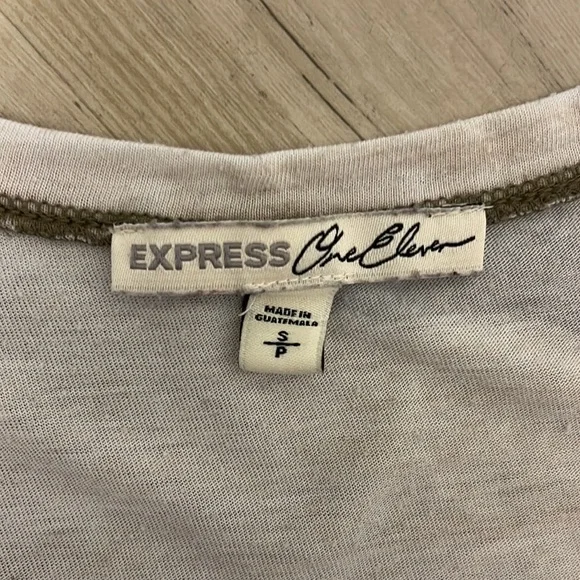 EXPRESS One Eleven
MADE IN
GUATEMALA
S
P